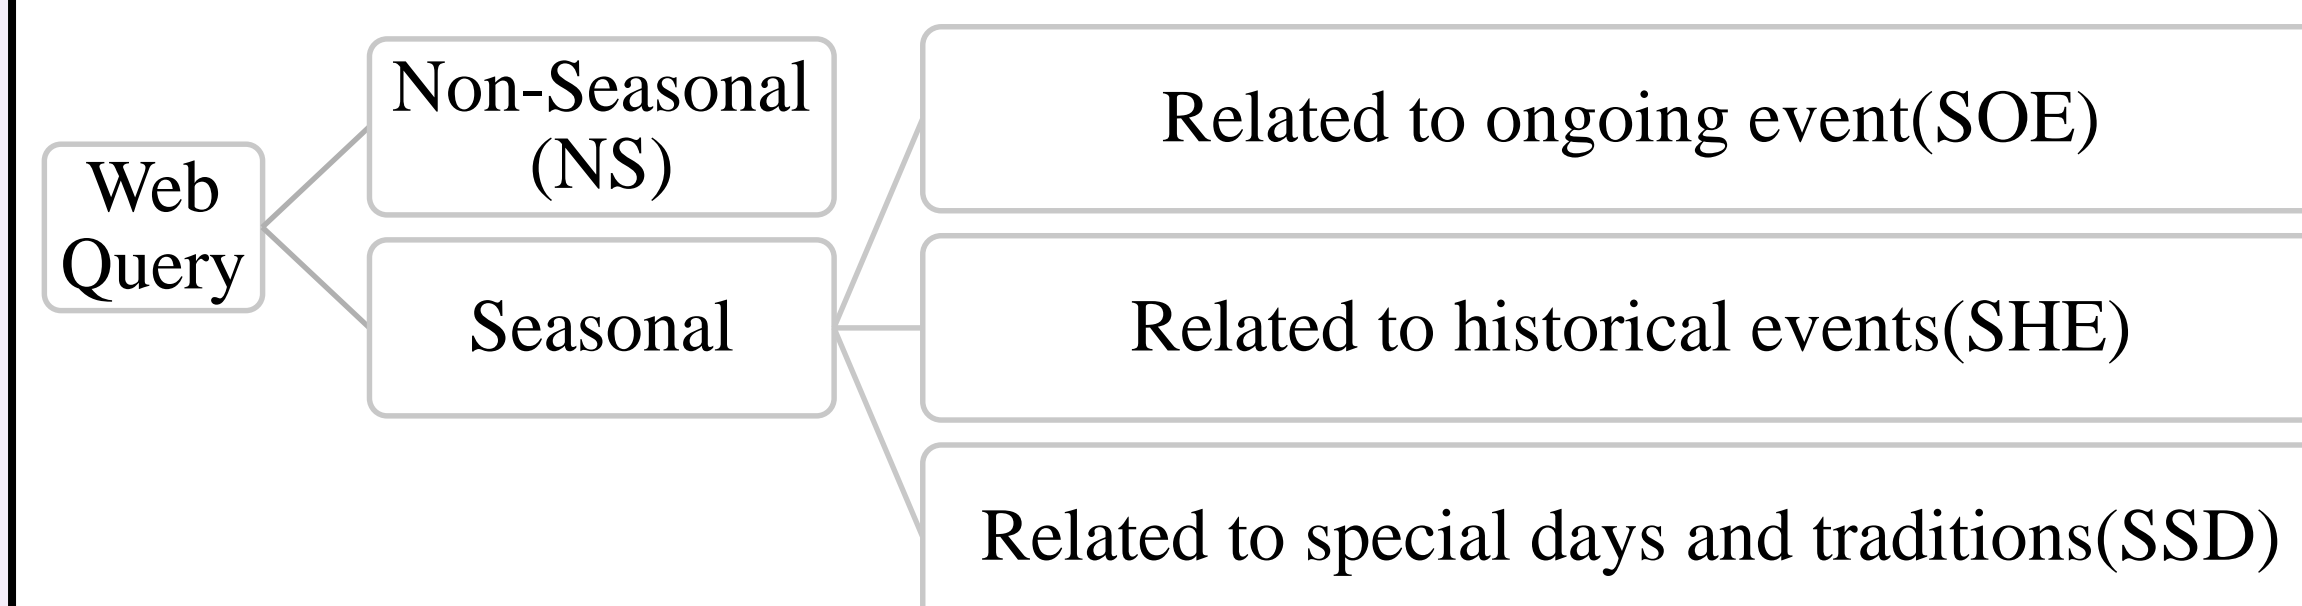 Web
Query
Non-Seasonal
(NS)
Seasonal
Related to ongoing event(SOE)
Related to historical events(SHE)
Related to special days and traditions(SSD)